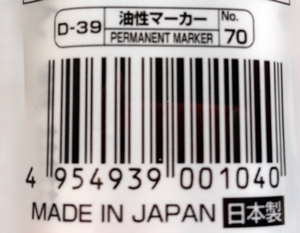 D-39 油性マーカー No.
PERMANENT MARKER 70
4 954939 001040
MADE IN JAPAN 日本製